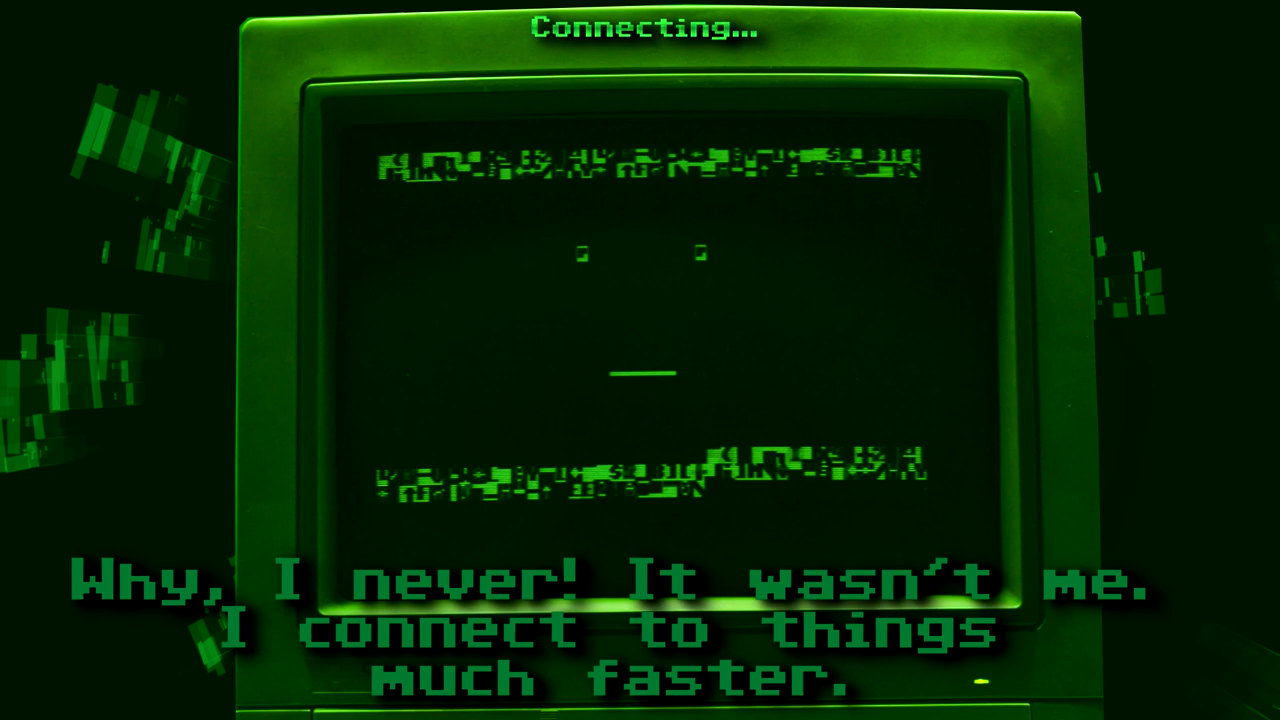 Connecting...
Why, I never! It wasn't me.
I connect to things
much faster.